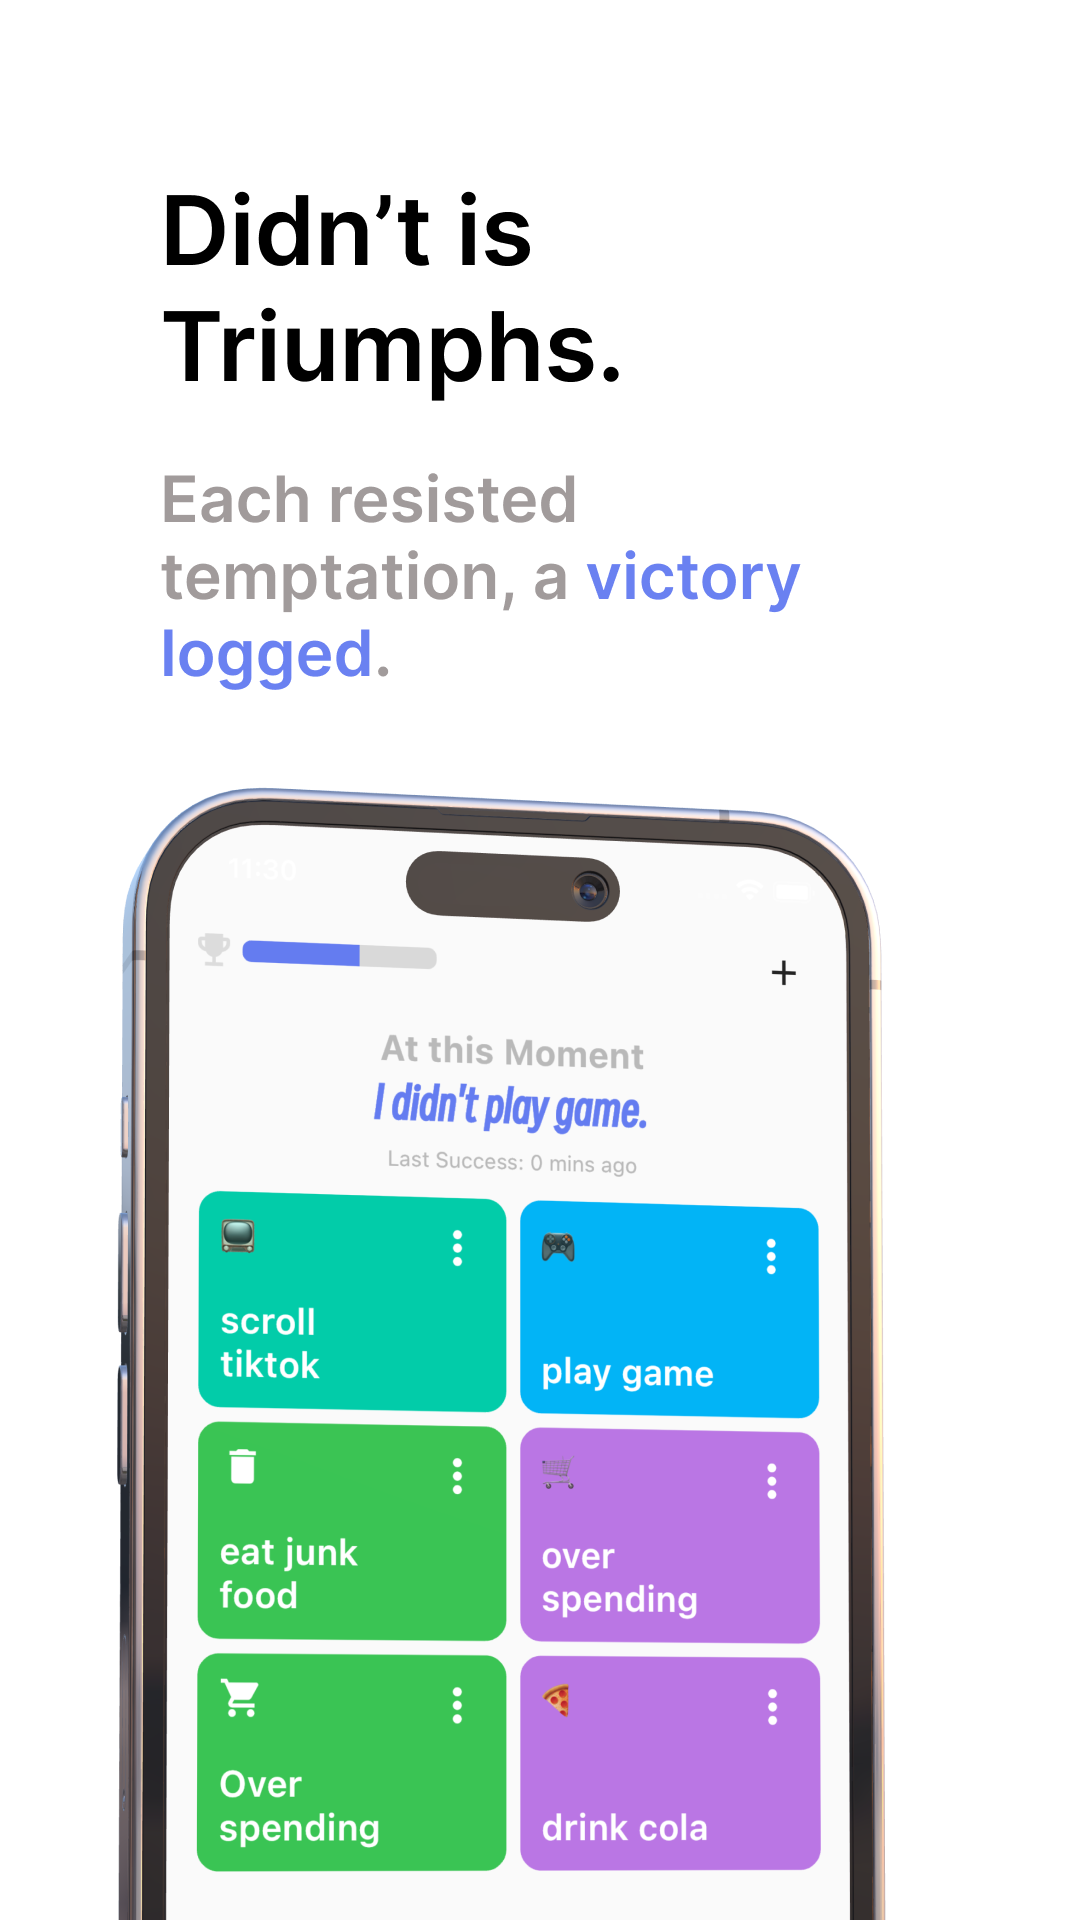 Didn’t is
Triumphs.
Each resisted
temptation, a victory
logged.
11:30
At this Moment
I didn't play game.
Last Success: 0 mins ago
scroll
tiktok
play game
eat junk
food
over
spending
Over
spending
drink cola